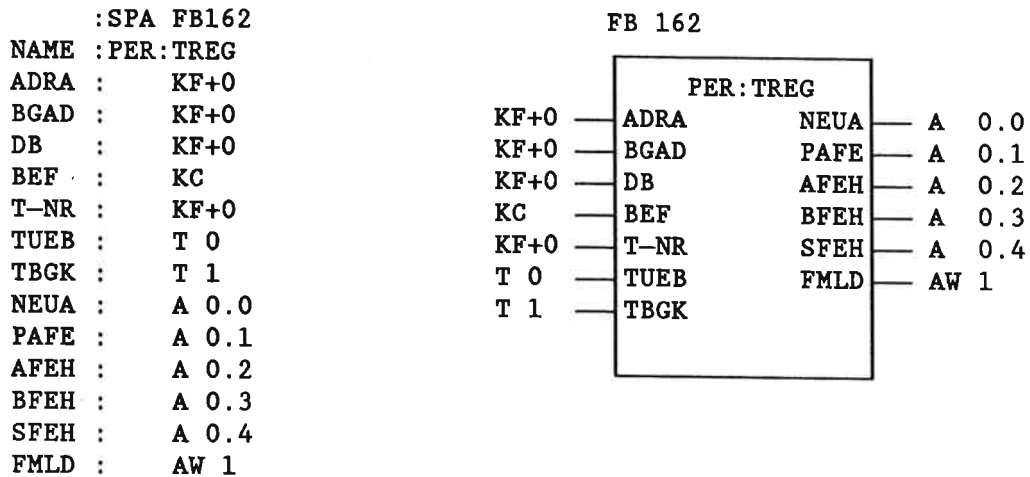 :SPA FB162
NAME :PER:TREG
ADRA : KF+0
BGAD : KF+0
DB : KF+0
BEF : KC
T–NR : KF+0
TUEB : T 0
TBGK : T 1
NEUA : A 0.0
PAFE : A 0.1
AFEH : A 0.2
BFEH : A 0.3
SFEH : A 0.4
FMLD : AW 1
FB 162
PER:TREG
KF+0 ADRA NEUA A 0.0
KF+0 BGAD PAFE A 0.1
KF+0 DB AFEH A 0.2
KC BEF BFEH A 0.3
KF+0 T–NR SFEH A 0.4
T 0 TUEB FMLD AW 1
T 1 TBGK